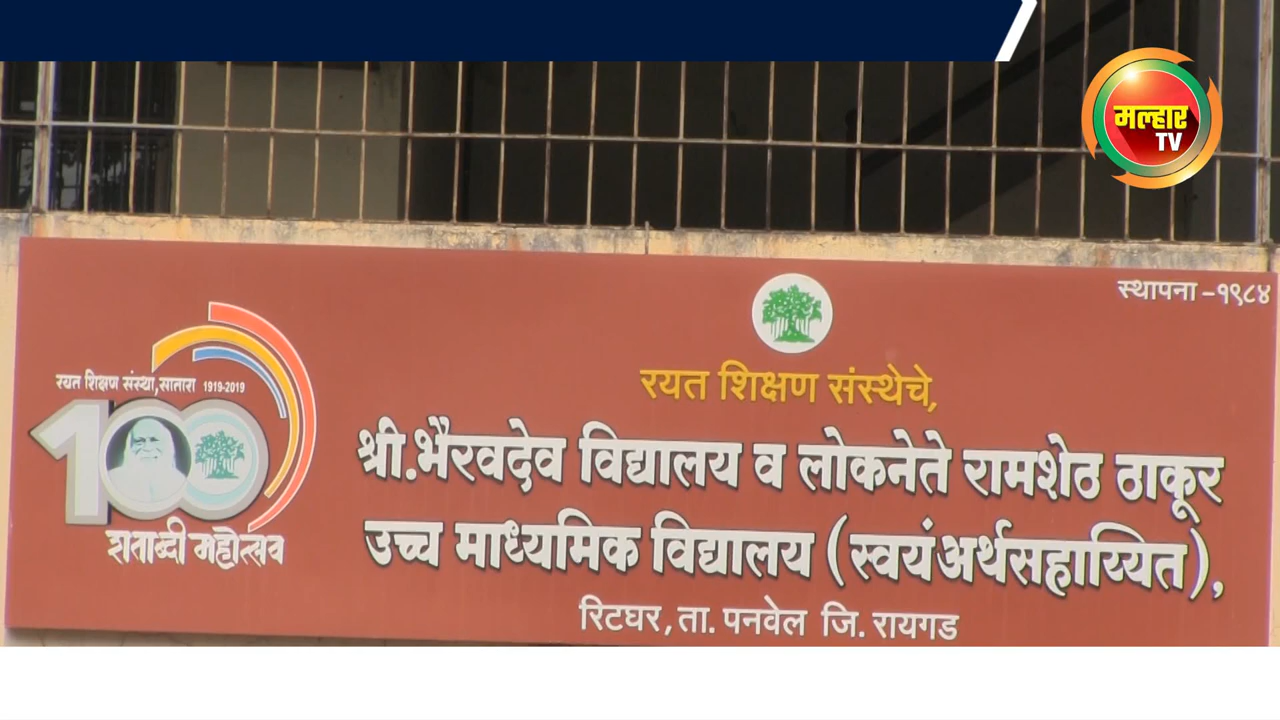 मल्हार
TV
स्थापना – १९८४
रयत शिक्षण संस्था, सातारा 1919-2019
100
शताब्दी महोत्सव
रयत शिक्षण संस्थेचे,
श्री. भैरवदेव विद्यालय व लोकनेते रामशेठ ठाकूर
उच्च माध्यमिक विद्यालय (स्वयंअर्थसहाय्यित),
रिटघर, ता. पनवेल जि. रायगड